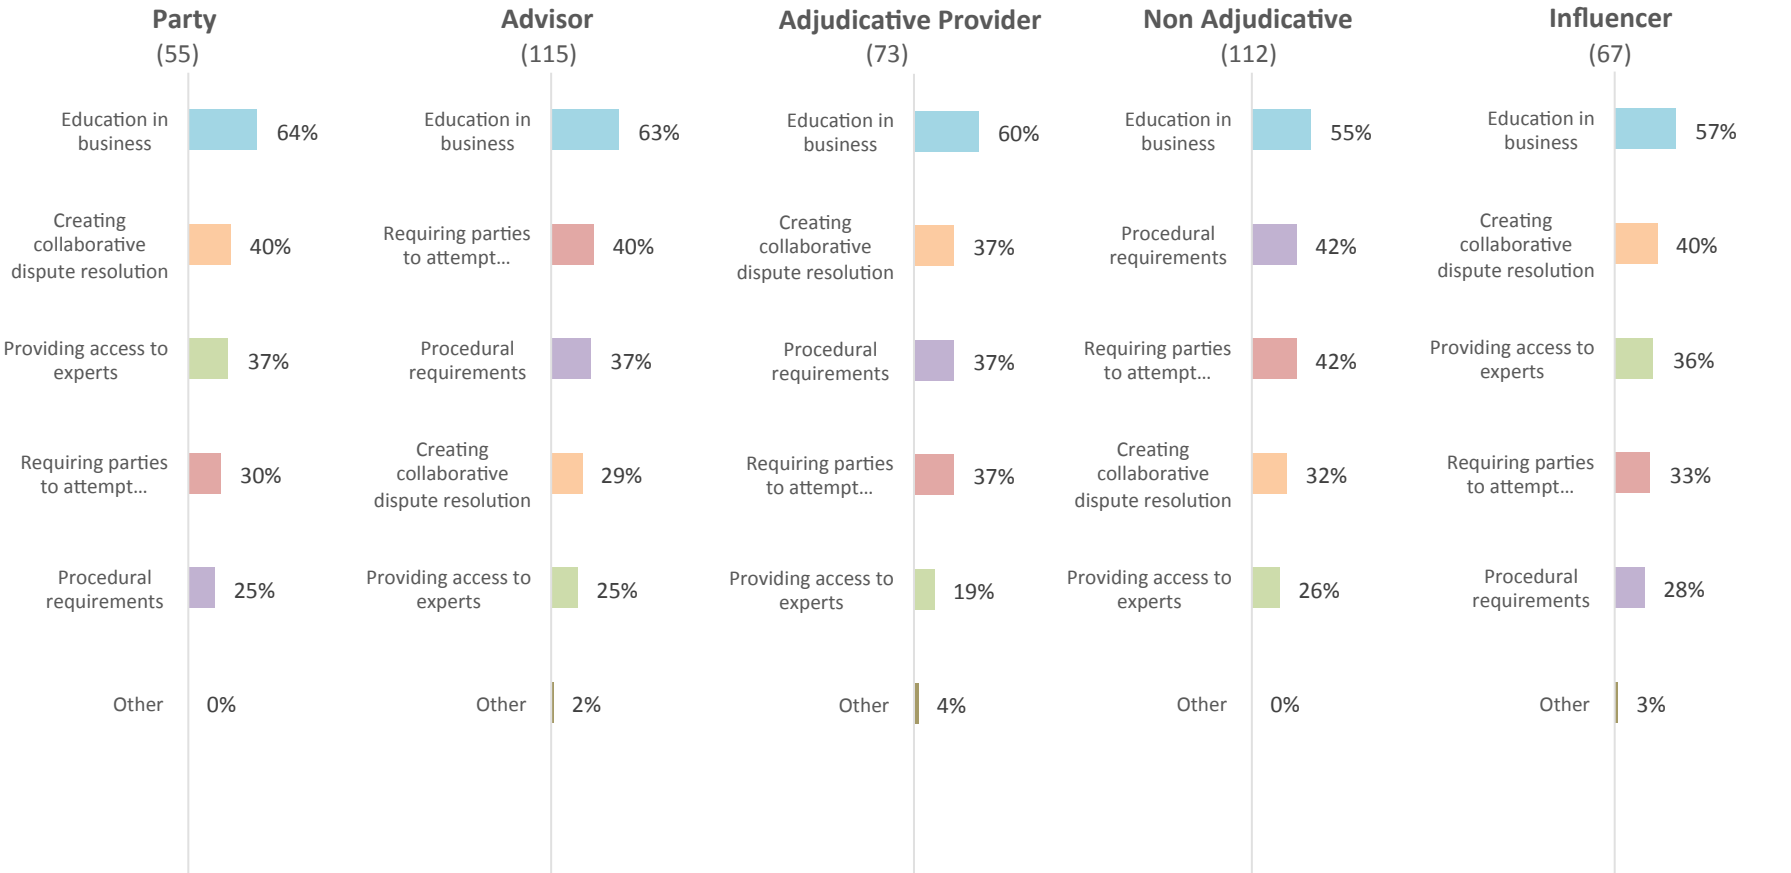 Party
(55)
Education in
business
64%
Creating
collaborative
dispute resolution
40%
Providing access to
experts
37%
Requiring parties
to attempt...
30%
Procedural
requirements
25%
Other
0%
Advisor
(115)
Education in
business
63%
Requiring parties
to attempt...
40%
Procedural
requirements
37%
Creating
collaborative
dispute resolution
29%
Providing access to
experts
25%
Other
2%
Adjudicative Provider
(73)
Education in
business
60%
Creating
collaborative
dispute resolution
37%
Procedural
requirements
37%
Requiring parties
to attempt...
37%
Providing access to
experts
19%
Other
4%
Non Adjudicative
(112)
Education in
business
55%
Procedural
requirements
42%
Requiring parties
to attempt...
42%
Creating
collaborative
dispute resolution
32%
Providing access to
experts
26%
Other
0%
Influencer
(67)
Education in
business
57%
Creating
collaborative
dispute resolution
40%
Providing access to
experts
36%
Requiring parties
to attempt...
33%
Procedural
requirements
28%
Other
3%